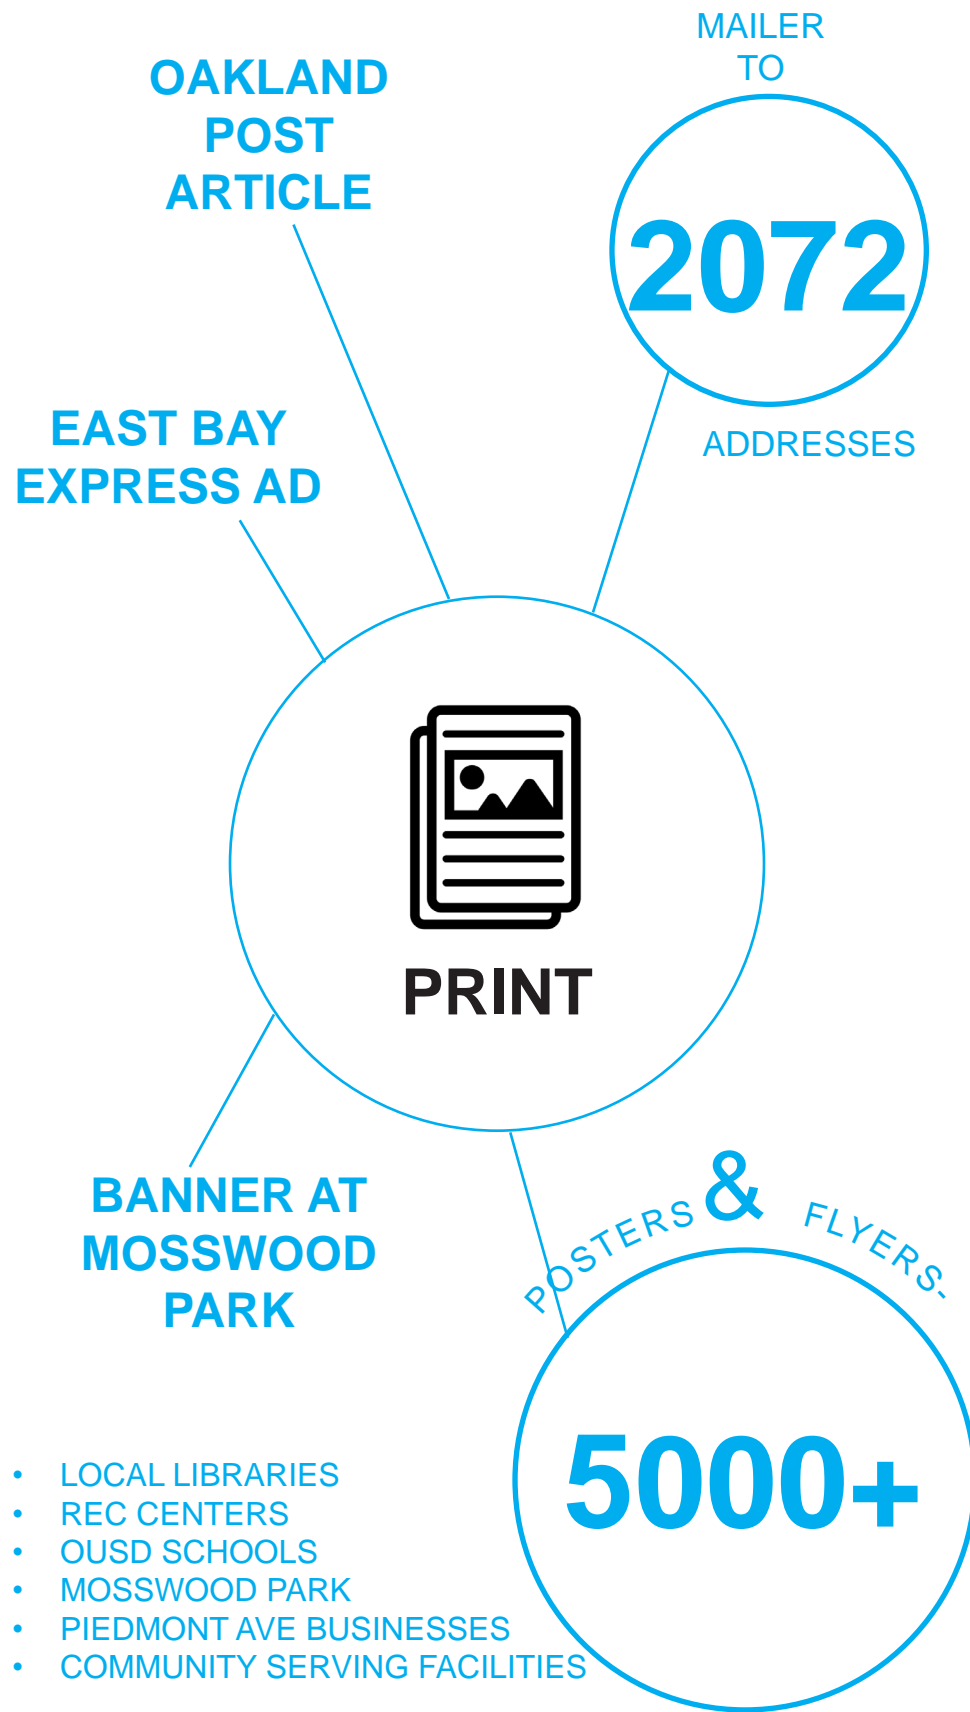 MAILER
TO
2072
ADDRESSES
OAKLAND
POST
ARTICLE
EAST BAY
EXPRESS AD
PRINT
BANNER AT
MOSSWOOD
PARK
POSTERS & FLYERS-
5000+
• LOCAL LIBRARIES
• REC CENTERS
• OUSD SCHOOLS
• MOSSWOOD PARK
• PIEDMONT AVE BUSINESSES
• COMMUNITY SERVING FACILITIES